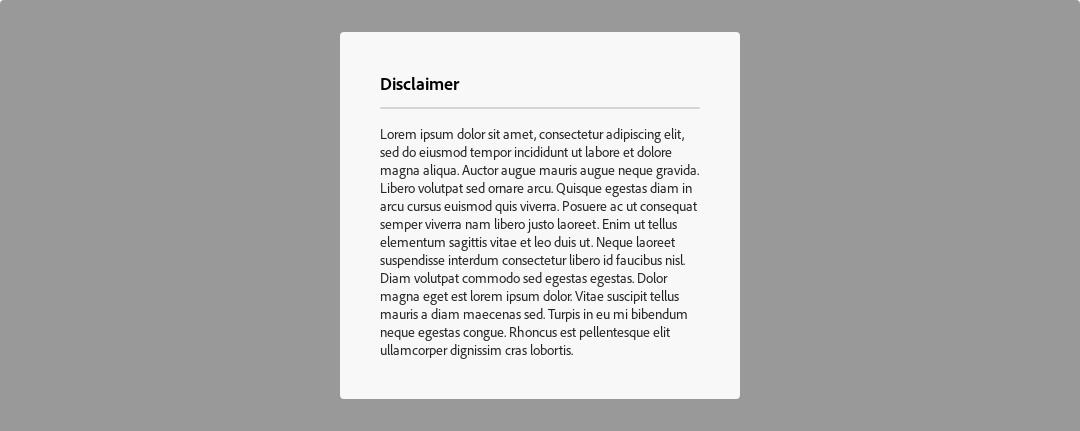 Disclaimer
Lorem ipsum dolor sit amet, consectetur adipiscing elit,
sed do eiusmod tempor incididunt ut labore et dolore
magna aliqua. Auctor augue mauris augue neque gravida.
Libero volutpat sed ornare arcu. Quisque egestas diam in
arcu cursus euismod quis viverra. Posuere ac ut consequat
semper viverra nam libero justo laoreet. Enim ut tellus
elementum sagittis vitae et leo duis ut. Neque laoreet
suspendisse interdum consectetur libero id faucibus nisl.
Diam volutpat commodo sed egestas egestas. Dolor
magna eget est lorem ipsum dolor. Vitae suscipit tellus
mauris a diam maecenas sed. Turpis in eu mi bibendum
neque egestas congue. Rhoncus est pellentesque elit
ullamcorper dignissim cras lobortis.